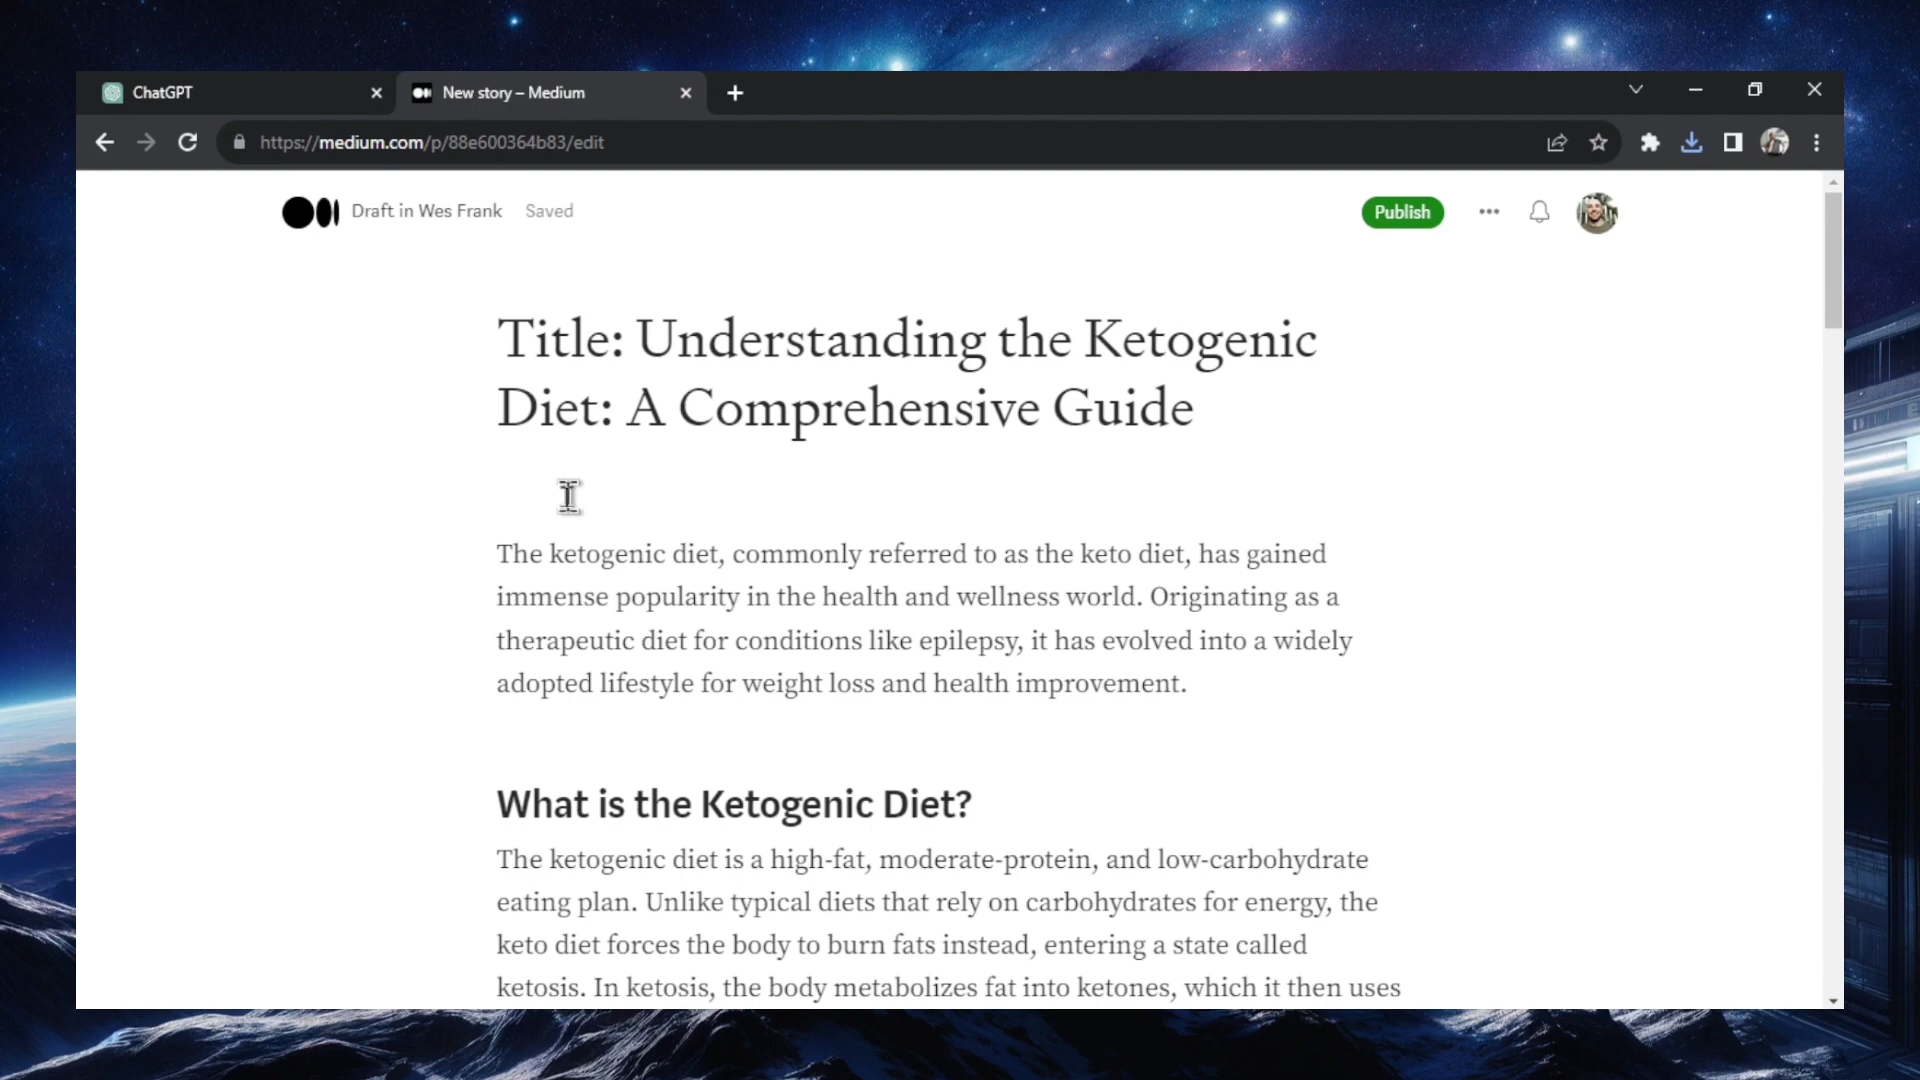 ChatGPT
New story – Medium
https://medium.com/p/88e600364b83/edit
Draft in Wes Frank Saved
Publish
Title: Understanding the Ketogenic
Diet: A Comprehensive Guide
The ketogenic diet, commonly referred to as the keto diet, has gained
immense popularity in the health and wellness world. Originating as a
therapeutic diet for conditions like epilepsy, it has evolved into a widely
adopted lifestyle for weight loss and health improvement.
What is the Ketogenic Diet?
The ketogenic diet is a high-fat, moderate-protein, and low-carbohydrate
eating plan. Unlike typical diets that rely on carbohydrates for energy, the
keto diet forces the body to burn fats instead, entering a state called
ketosis. In ketosis, the body metabolizes fat into ketones, which it then uses